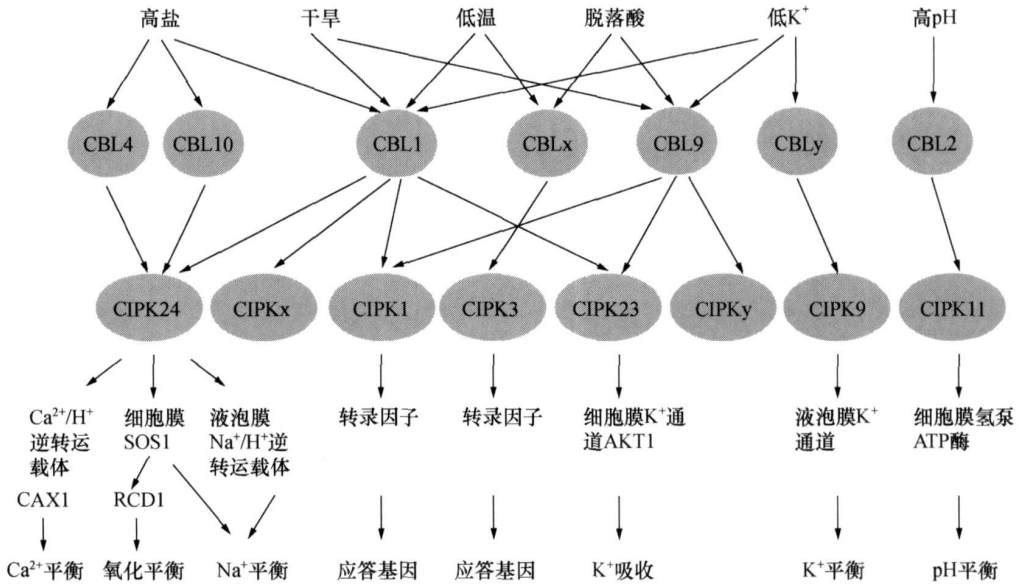 高盐 干旱 低温 脱落酸 低K⁺ 高pH
CBL4 CBL10 CBL1 CBLx CBL9 CBLy CBL2
CIPK24 CIPKx CIPK1 CIPK3 CIPK23 CIPKy CIPK9 CIPK11
Ca²⁺/H⁺
逆转运
载体
CAX1
细胞膜
SOS1
RCD1
液泡膜
Na⁺/H⁺逆
转运载体
转录因子
转录因子
细胞膜K⁺通
道AKT1
液泡膜K⁺
通道
细胞膜氢泵
ATP酶
Ca²⁺平衡 氧化平衡 Na⁺平衡 应答基因 应答基因 K⁺吸收 K⁺平衡 pH平衡